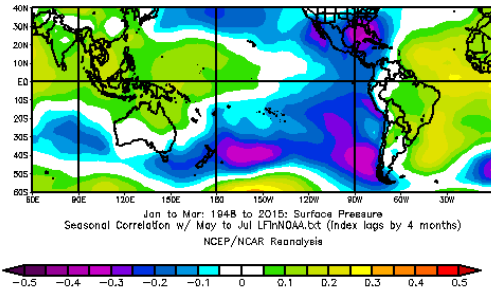 40N
30N
20N
10N
EQ
10S
20S
30S
40S
50S
60S
60E 90E 120E 150E 180 150W 120W 90W 60W 30W
Jan to Mar: 1948 to 2015: Surface Pressure
Seasonal Correlation w/ May to Jul LFinNOAA.txt (index lags by 4 months)
NCEP/NCAR Reanalysis
-0.5 -0.4 -0.3 -0.2 -0.1 0 0.1 0.2 0.3 0.4 0.5